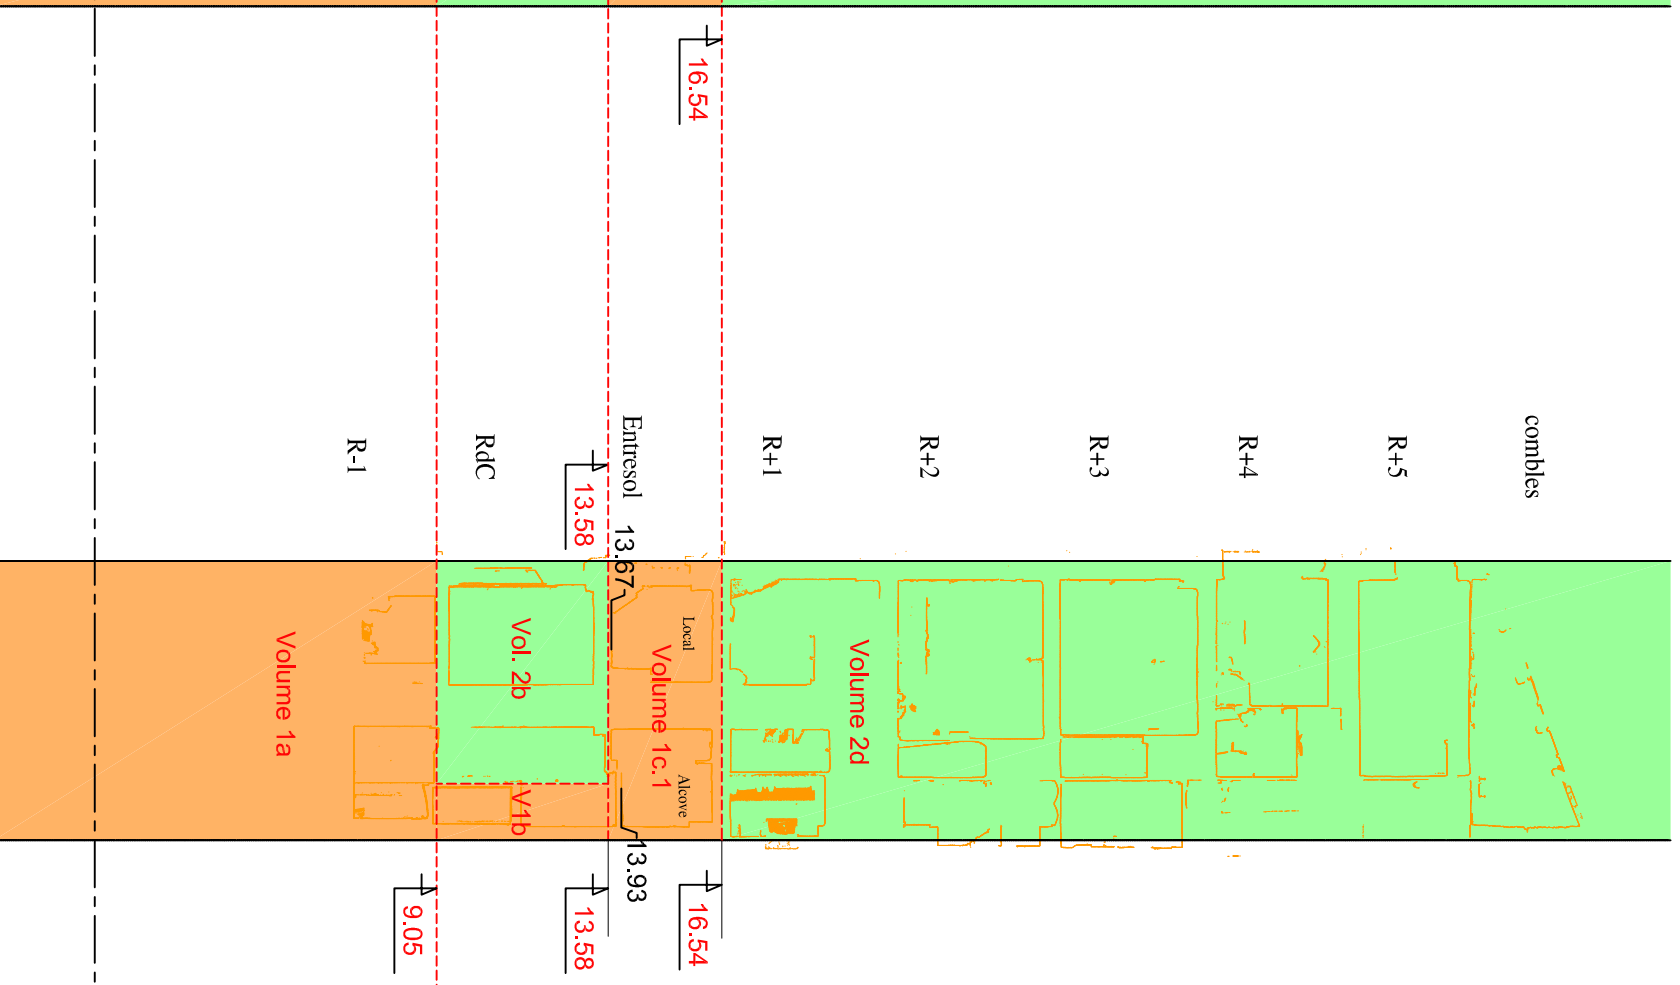 combles
R+5
R+4
R+3
R+2
R+1
Entresol
RdC
R-1
16.54
13.58
13.67
Local
Alcove
Volume 2d
Volume 1c.1
Vol. 2b
V1b
Volume 1a
13.93
16.54
13.58
9.05